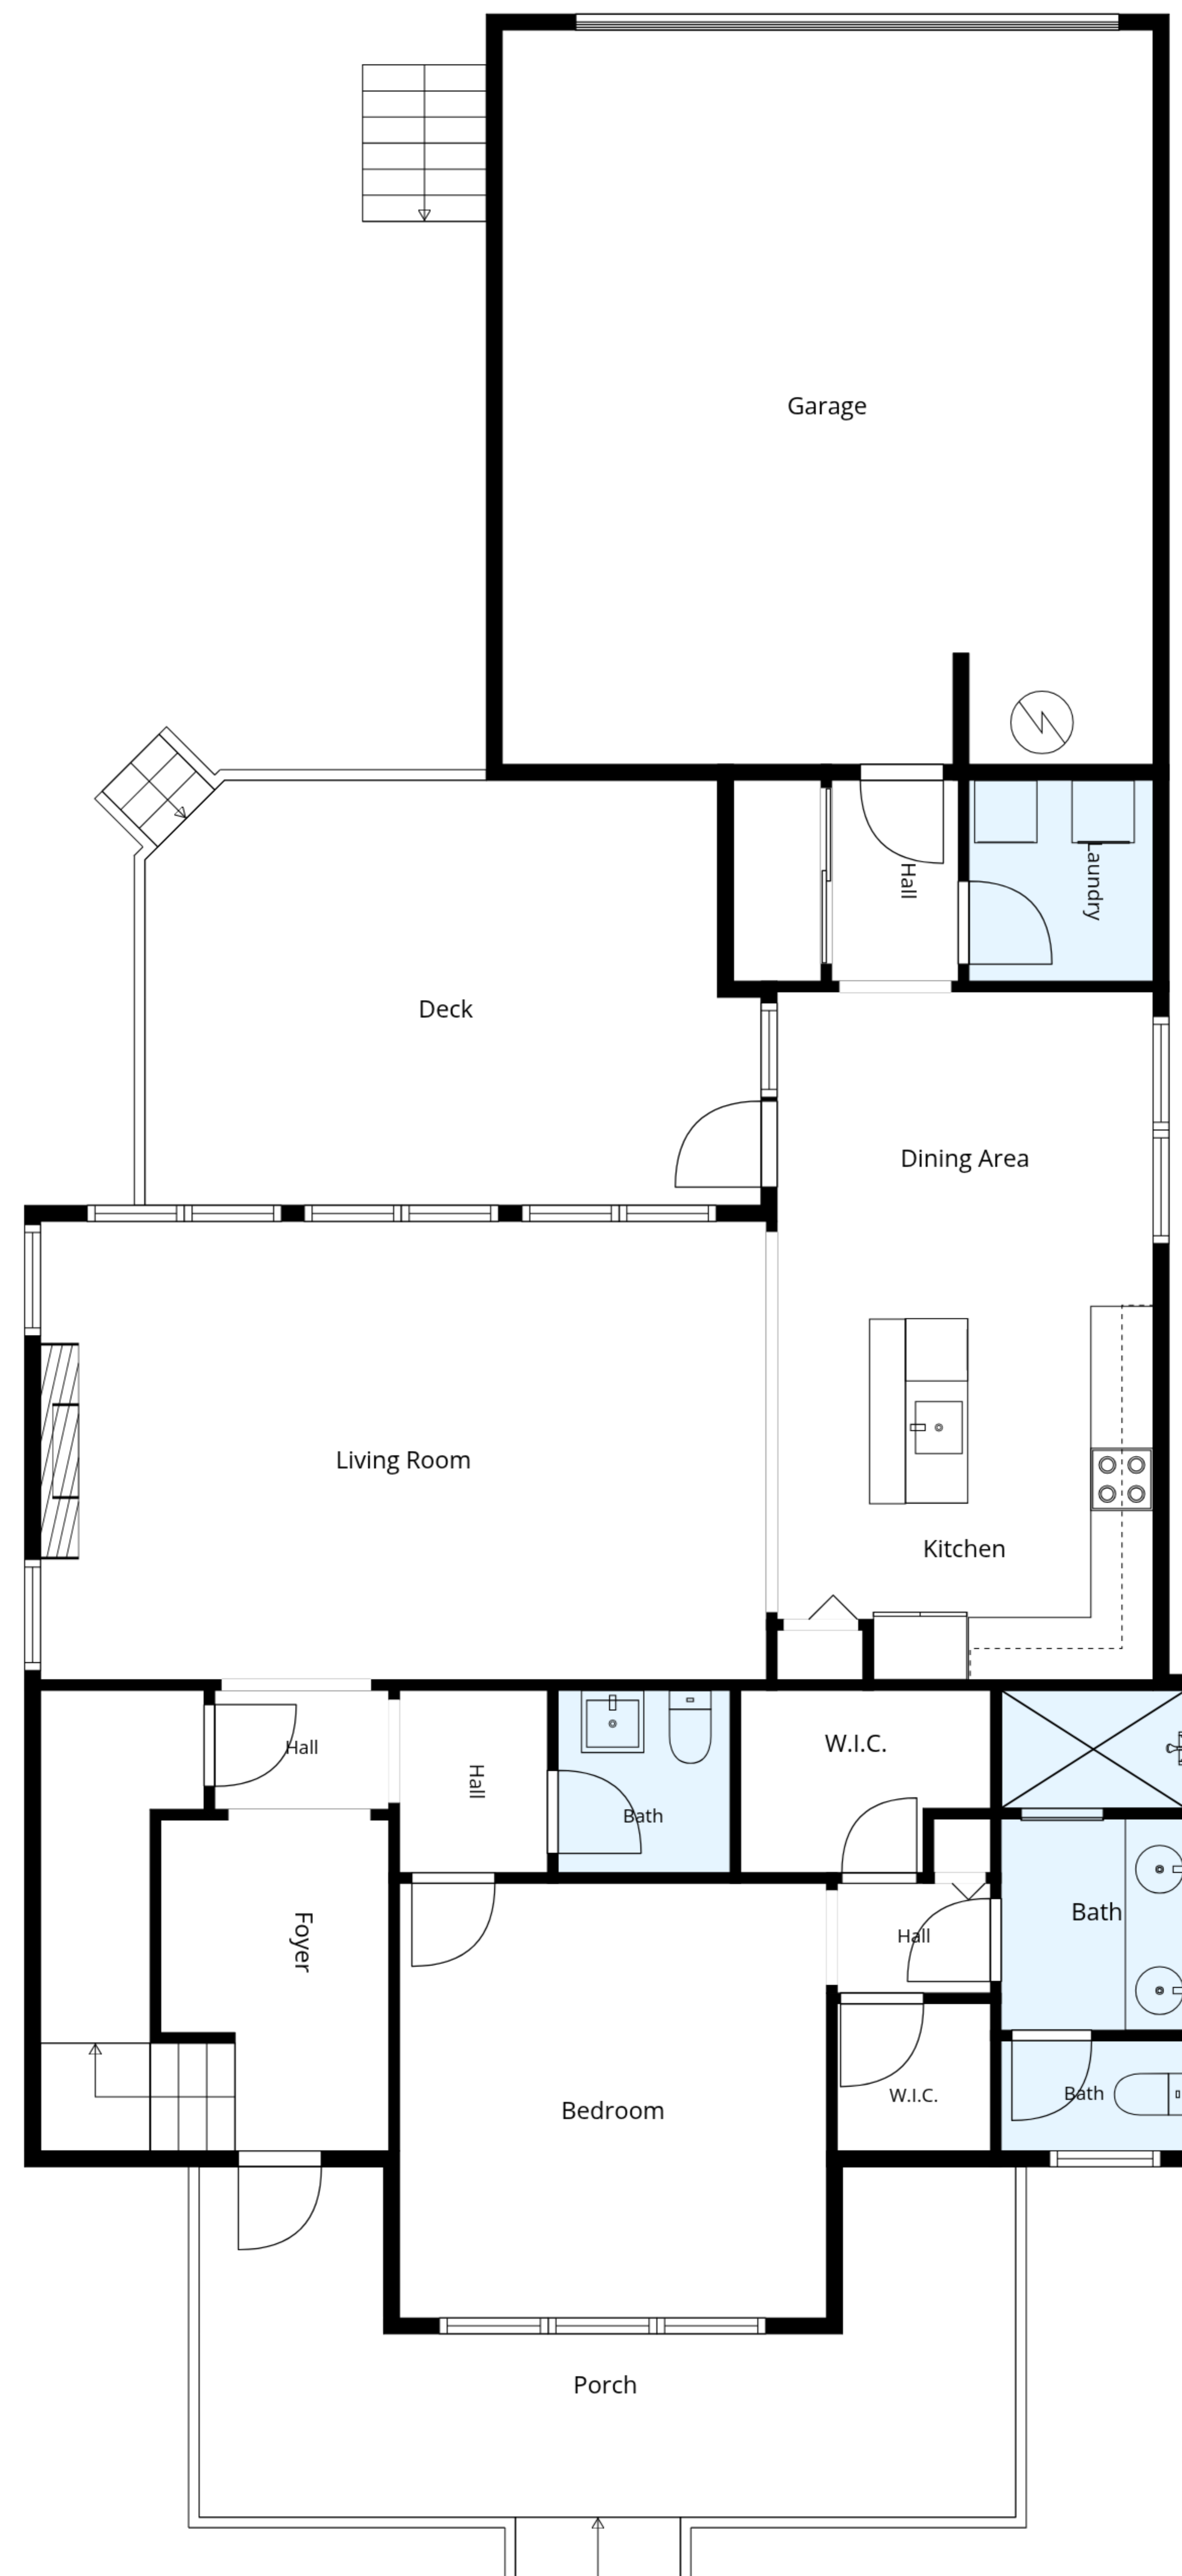 Garage
Hall
Laundry
Deck
Dining Area
Living Room
Kitchen
Hall
Hall
Bath
W.I.C.
Foyer
Hall
Bath
Bedroom
W.I.C.
Bath
Porch